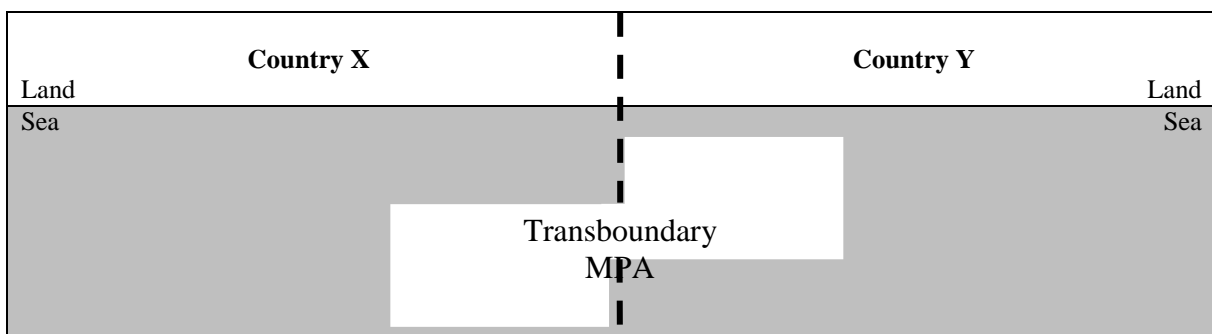 Country X
Country Y
Land
Land
Sea
Sea
Transboundary
MPA